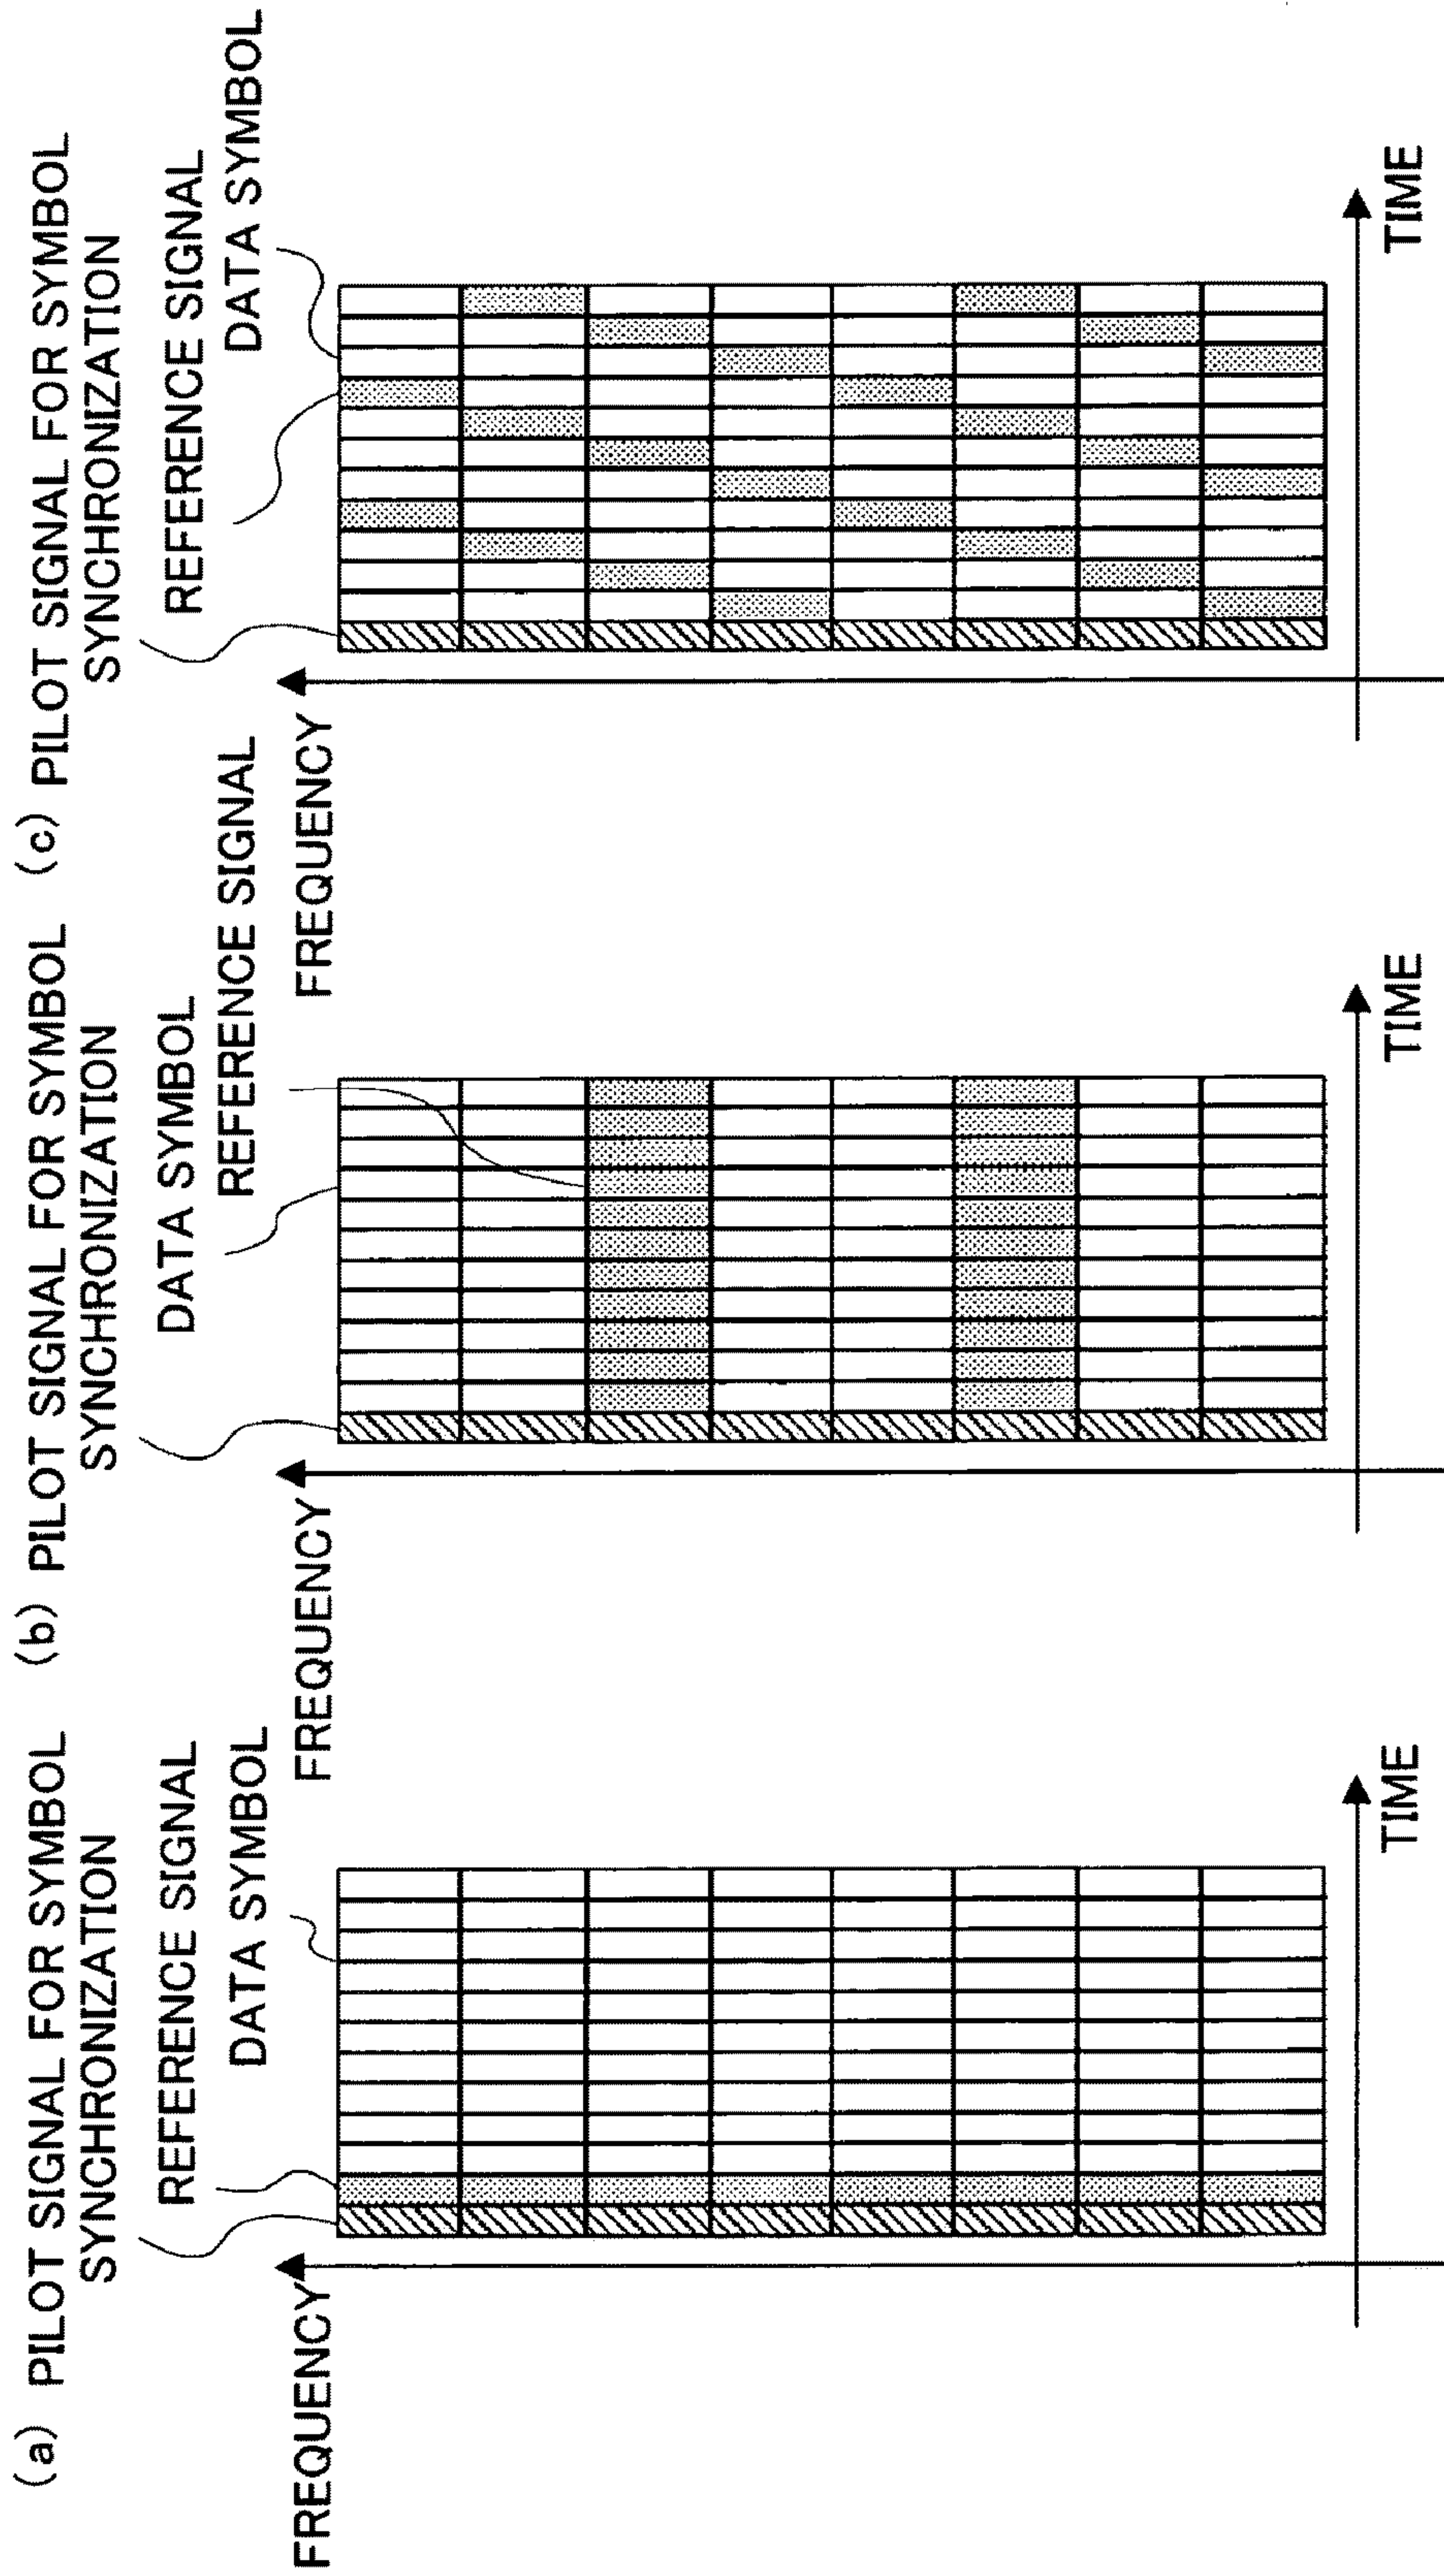 (a) PILOT SIGNAL FOR SYMBOL
SYNCHRONIZATION
REFERENCE SIGNAL
DATA SYMBOL
FREQUENCY
TIME
(b) PILOT SIGNAL FOR SYMBOL
SYNCHRONIZATION
DATA SYMBOL
REFERENCE SIGNAL
FREQUENCY
TIME
(c) PILOT SIGNAL FOR SYMBOL
SYNCHRONIZATION
REFERENCE SIGNAL
DATA SYMBOL
FREQUENCY
TIME